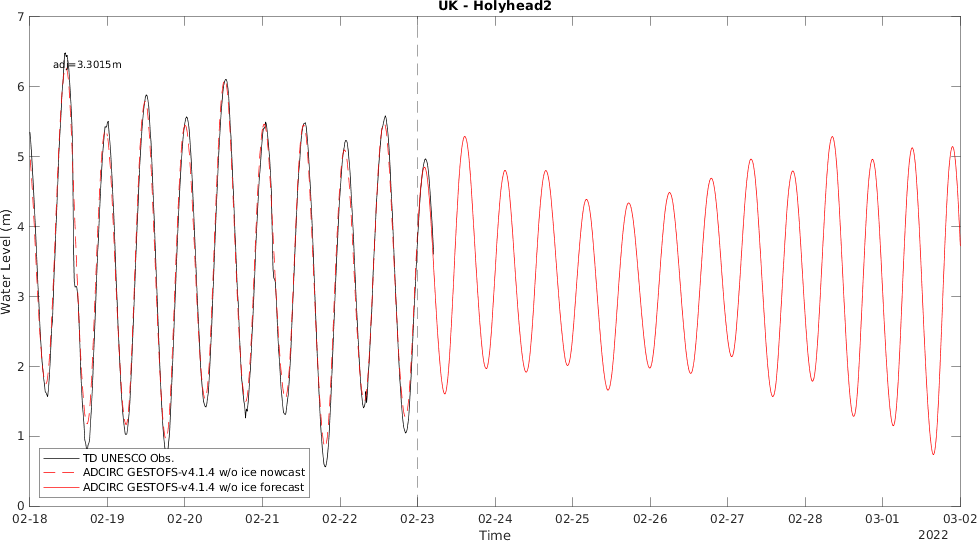 UK - Holyhead2
7
6
5
4
3
2
1
0
Water Level (m)
adj=3.3015m
TD UNESCO Obs.
ADCIRC GESTOFS-v4.1.4 w/o ice nowcast
ADCIRC GESTOFS-v4.1.4 w/o ice forecast
02-18 02-19 02-20 02-21 02-22 02-23 02-24 02-25 02-26 02-27 02-28 03-01 03-02
Time
2022